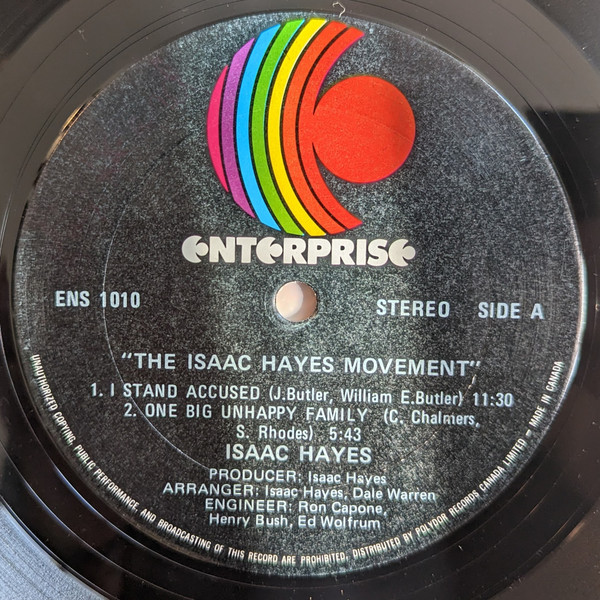 ENTERPRISE
ENS 1010
STEREO SIDE A
"THE ISAAC HAYES MOVEMENT"
1. I STAND ACCUSED (J.Butler, William E.Butler) 11:30
2. ONE BIG UNHAPPY FAMILY (C. Chalmers,
S. Rhodes) 5:43
ISAAC HAYES
PRODUCER: Isaac Hayes
ARRANGER: Isaac Hayes, Dale Warren
ENGINEER: Ron Capone,
Henry Bush, Ed Wolfrum
UNAUTHORIZED COPYING, PUBLIC PERFORMANCE AND BROADCASTING OF THIS RECORD ARE PROHIBITED. DISTRIBUTED BY POLYDOR RECORDS CANADA LIMITED – MADE IN CANADA